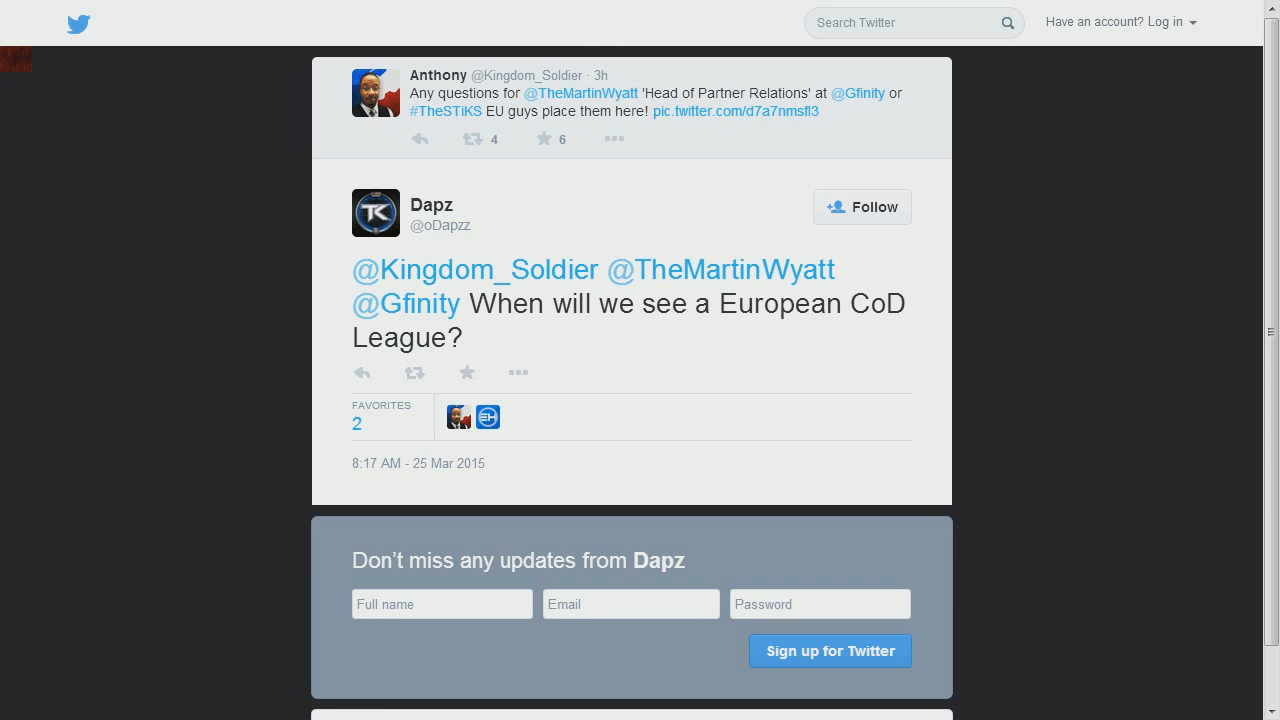 Search Twitter
Have an account? Log in
Anthony @Kingdom_Soldier · 3h
Any questions for @TheMartinWyatt 'Head of Partner Relations' at @Gfinity or
#TheSTiKS EU guys place them here! pic.twitter.com/d7a7nmsfl3
4 6
TK
Dapz
@oDapzz
Follow
@Kingdom_Soldier @TheMartinWyatt
@Gfinity When will we see a European CoD
League?
FAVORITES
2
EH
8:17 AM - 25 Mar 2015
Don’t miss any updates from Dapz
Full name Email Password
Sign up for Twitter